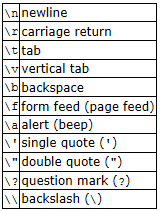 \n newline
\r carriage return
\t tab
\v vertical tab
\b backspace
\f form feed (page feed)
\a alert (beep)
\' single quote (')
\" double quote (")
\? question mark (?)
\\ backslash (\)